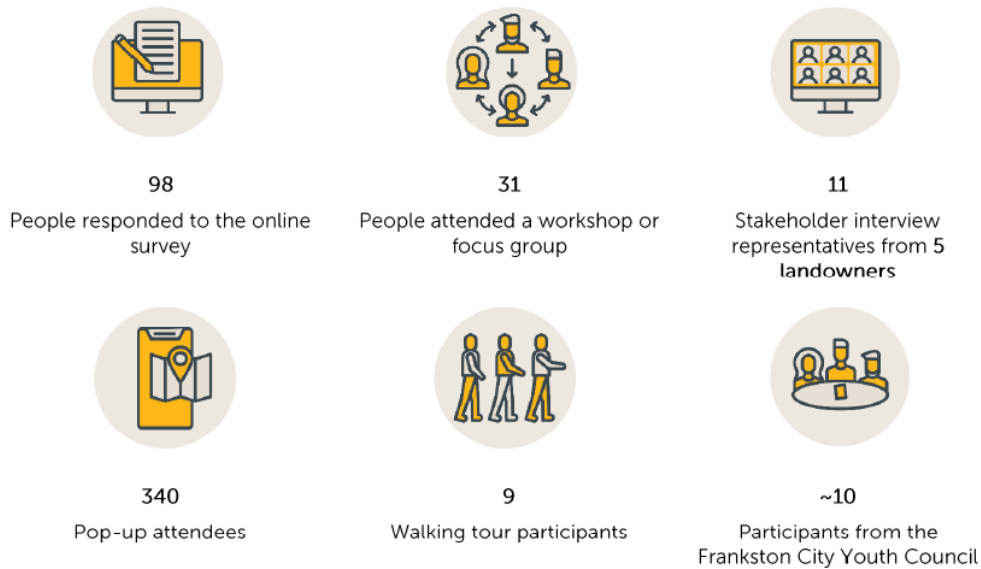 98
People responded to the online
survey
31
People attended a workshop or
focus group
11
Stakeholder interview
representatives from 5
landowners
340
Pop-up attendees
9
Walking tour participants
~10
Participants from the
Frankston City Youth Council